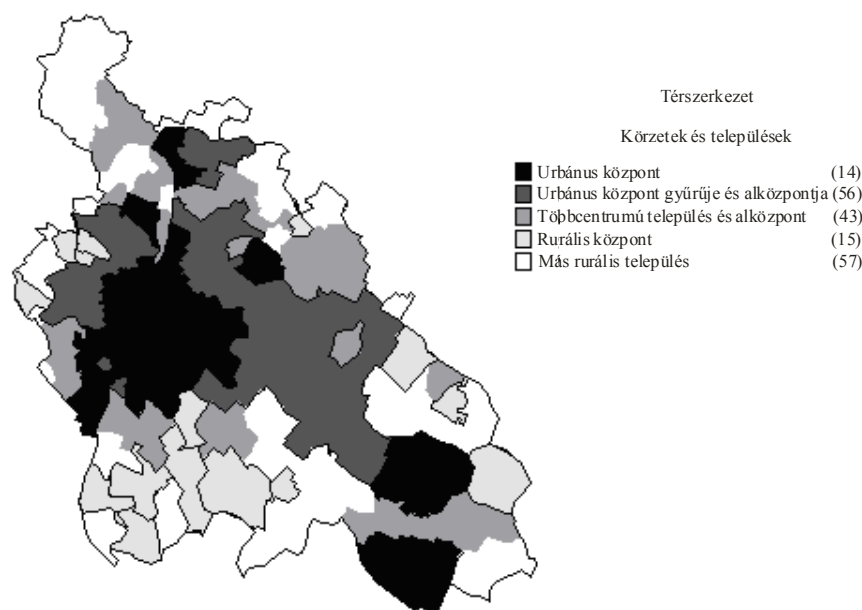 Térszerkezet
Körzetek és települések
Urbánus központ (14)
Urbánus központ gyűrűje és alközpontja (56)
Többcentrumú település és alközpont (43)
Rurális központ (15)
Más rurális település (57)